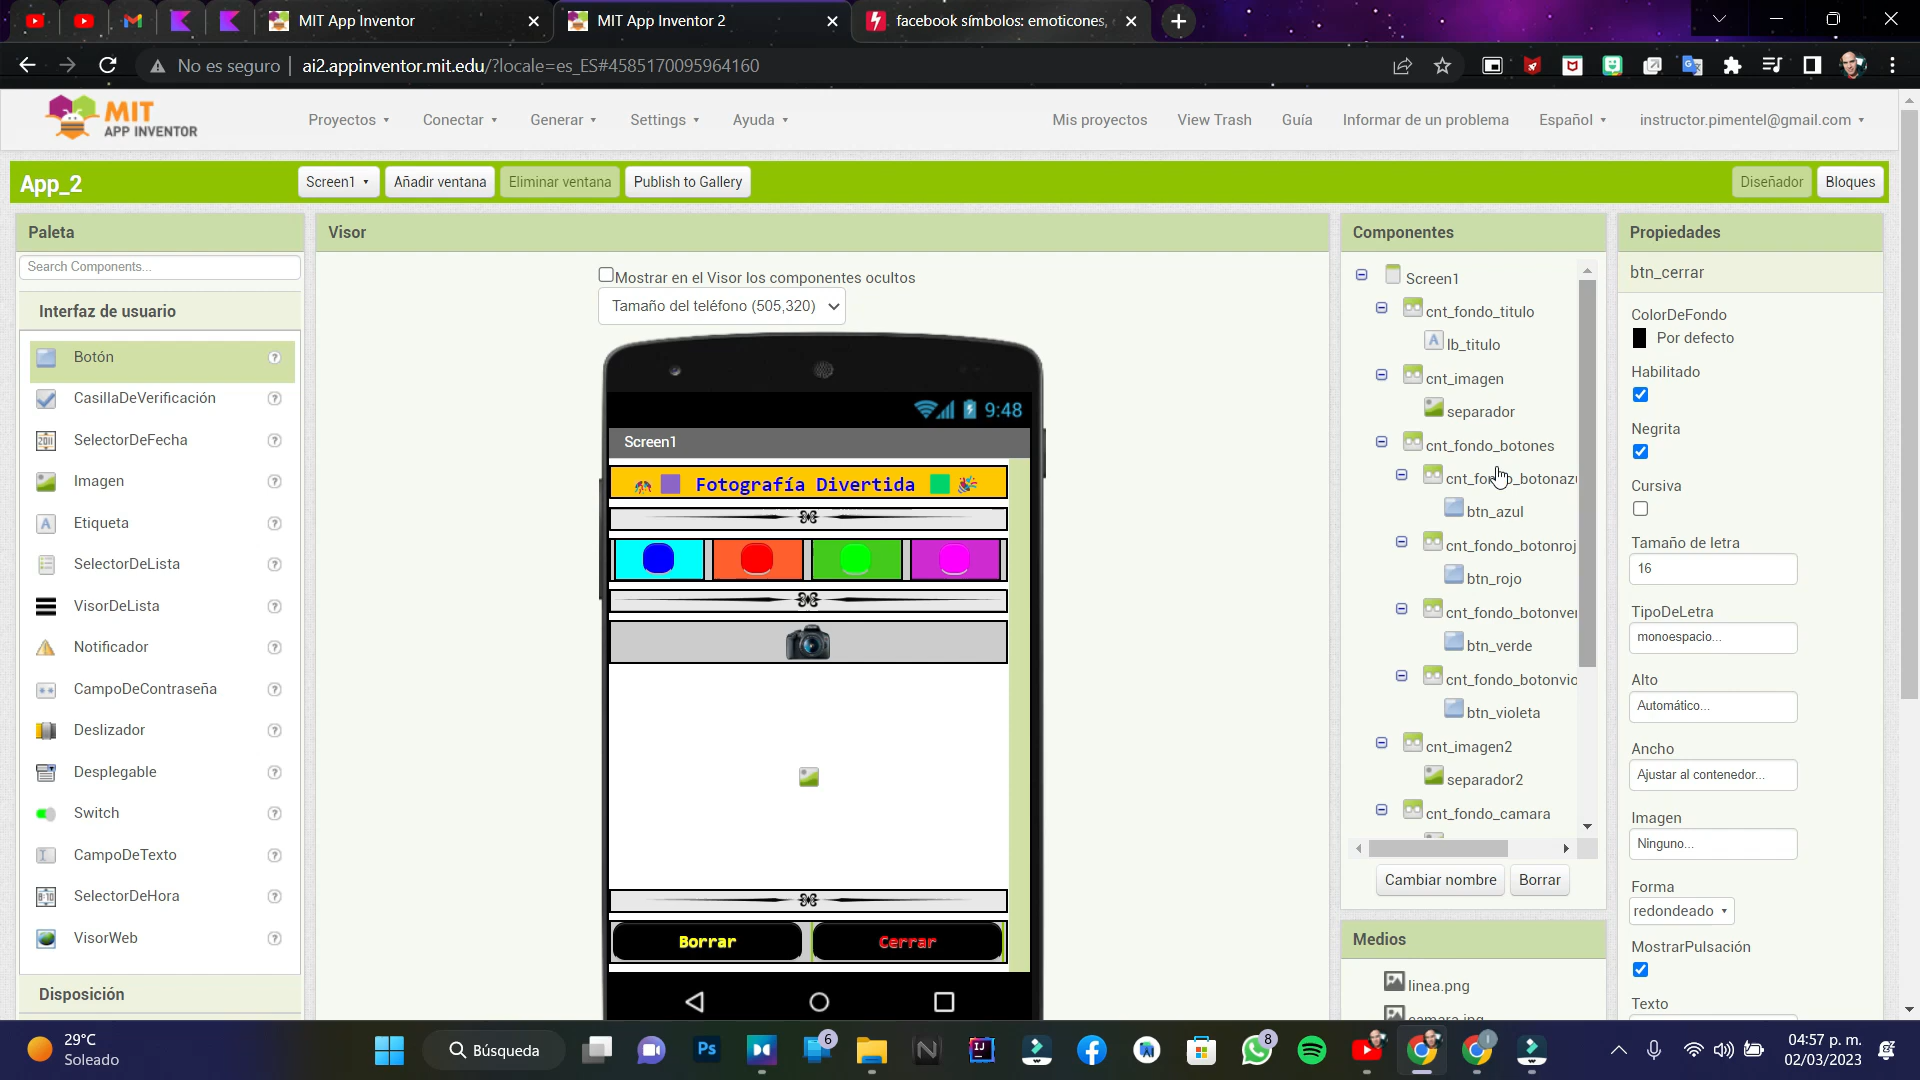 MIT App Inventor
MIT App Inventor 2
facebook símbolos: emoticones,
No es seguro
ai2.appinventor.mit.edu/?locale=es_ES#4585170095964160
MIT
APP INVENTOR
Proyectos
Conectar
Generar
Settings
Ayuda
Mis proyectos
View Trash
Guía
Informar de un problema
Español
instructor.pimentel@gmail.com
App_2
Screen1
Añadir ventana
Eliminar ventana
Publish to Gallery
Diseñador
Bloques
Paleta
Search Components...
Interfaz de usuario
Botón
CasillaDeVerificación
SelectorDeFecha
Imagen
Etiqueta
SelectorDeLista
VisorDeLista
Notificador
CampoDeContraseña
Deslizador
Desplegable
Switch
CampoDeTexto
SelectorDeHora
VisorWeb
Disposición
Visor
Mostrar en el Visor los componentes ocultos
Tamaño del teléfono (505,320)
9:48
Screen1
Fotografía Divertida
Borrar
Cerrar
Componentes
Screen1
cnt_fondo_titulo
lb_titulo
cnt_imagen
separador
cnt_fondo_botones
btn_azul
cnt_fondo_botonroj
btn_rojo
cnt_fondo_botonver
btn_verde
cnt_fondo_botonvio
btn_violeta
cnt_imagen2
separador2
cnt_fondo_camara
Cambiar nombre
Borrar
Medios
linea.png
camara.jpg
Propiedades
btn_cerrar
ColorDeFondo
Por defecto
Habilitado
Negrita
Cursiva
Tamaño de letra
16
TipoDeLetra
monoespacio...
Alto
Automático...
Ancho
Ajustar al contenedor...
Imagen
Ninguno...
Forma
redondeado
MostrarPulsación
Texto
29°C
Soleado
Búsqueda
Ps
6
8
04:57 p. m.
02/03/2023